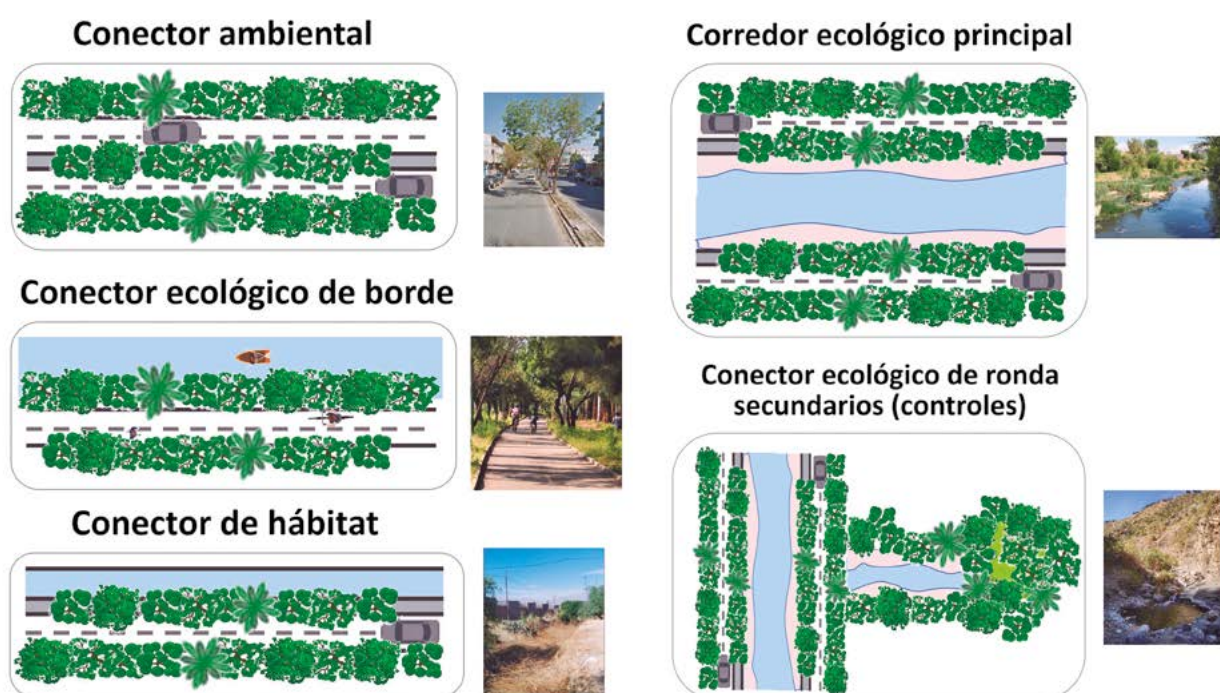 Conector ambiental
Conector ecológico de borde
Conector de hábitat
Corredor ecológico principal
Conector ecológico de ronda
secundarios (controles)